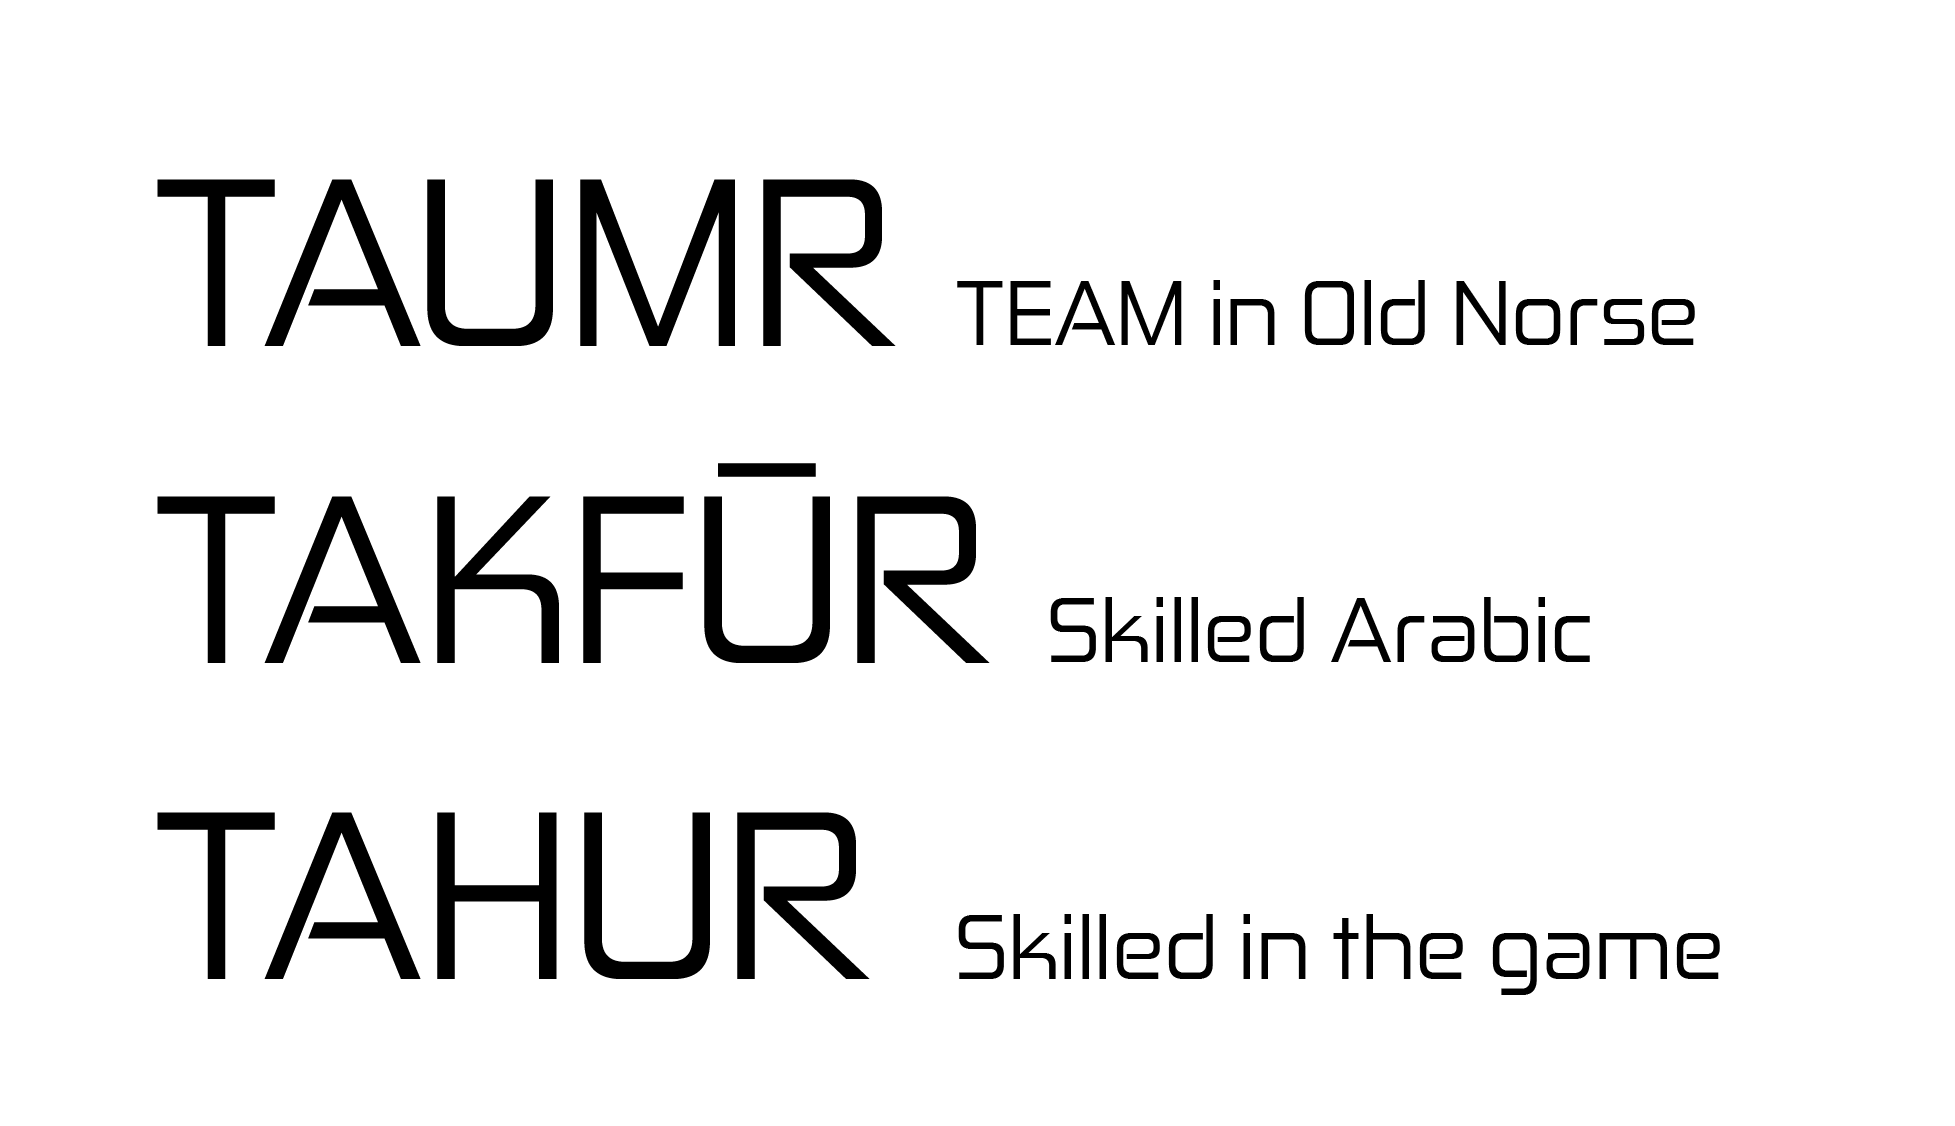 TAUMR TEAM in Old Norse
TAKFŪR Skilled Arabic
TAHUR Skilled in the game